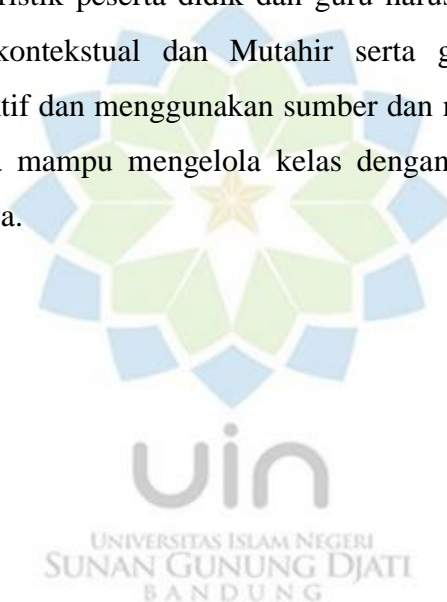 ristik peserta didik dan guru harus
kontekstual dan Mutahir serta g
tif dan menggunakan sumber dan
mampu mengelola kelas dengan
a.
uin
UNIVERSITAS ISLAM NEGERI
SUNAN GUNUNG DJATI
BANDUNG